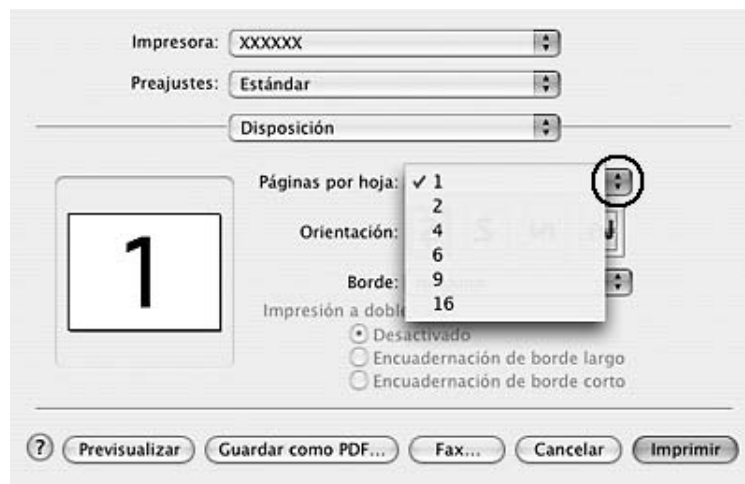 Impresora: XXXXXX
Preajustes: Estándar
Disposición
Páginas por hoja: ✓ 1
2
Orientación: 4
6
Borde: 9
Impresión a doble
16
Desactivado
Encuadernación de borde largo
Encuadernación de borde corto
1
? Previsualizar Guardar como PDF... Fax... Cancelar Imprimir